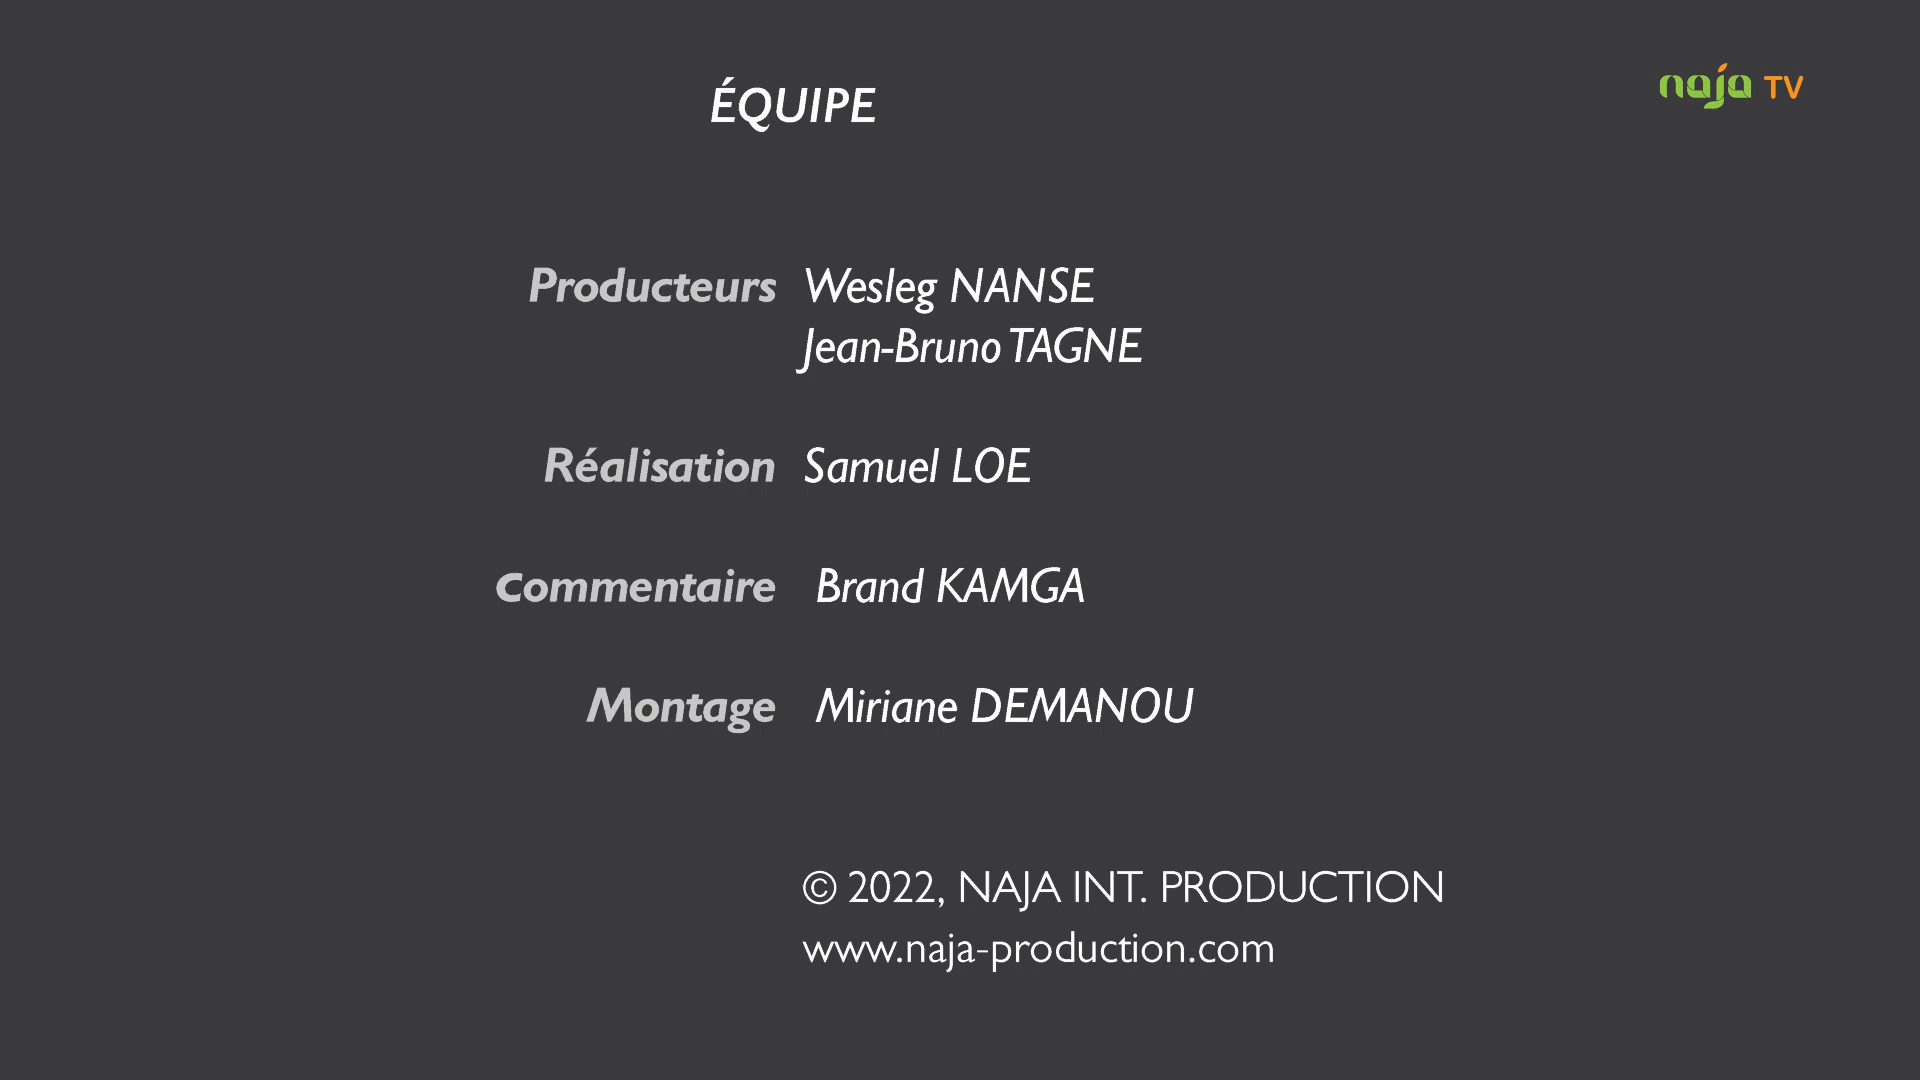 ÉQUIPE
naja TV
Producteurs Wesleg NANSE
Jean-Bruno TAGNE
Réalisation Samuel LOE
Commentaire Brand KAMGA
Montage Miriane DEMANOU
© 2022, NAJA INT. PRODUCTION
www.naja-production.com